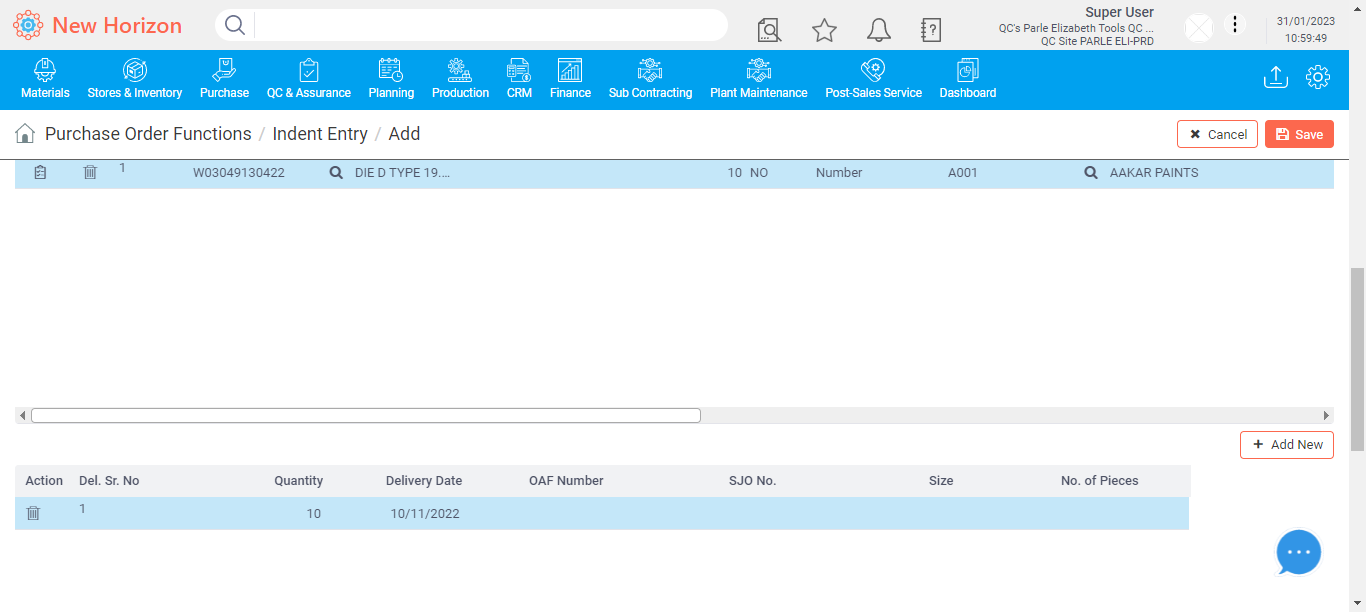 New Horizon
Super User
QC's Parle Elizabeth Tools QC ...
QC Site PARLE ELI-PRD
31/01/2023
10:59:49
Materials Stores & Inventory Purchase QC & Assurance Planning Production CRM Finance Sub Contracting Plant Maintenance Post-Sales Service Dashboard
Purchase Order Functions / Indent Entry / Add
Cancel Save
1 W03049130422 DIE D TYPE 19.... 10 NO Number A001 AAKAR PAINTS
+ Add New
Action Del. Sr. No Quantity Delivery Date OAF Number SJO No. Size No. of Pieces
1 10 10/11/2022